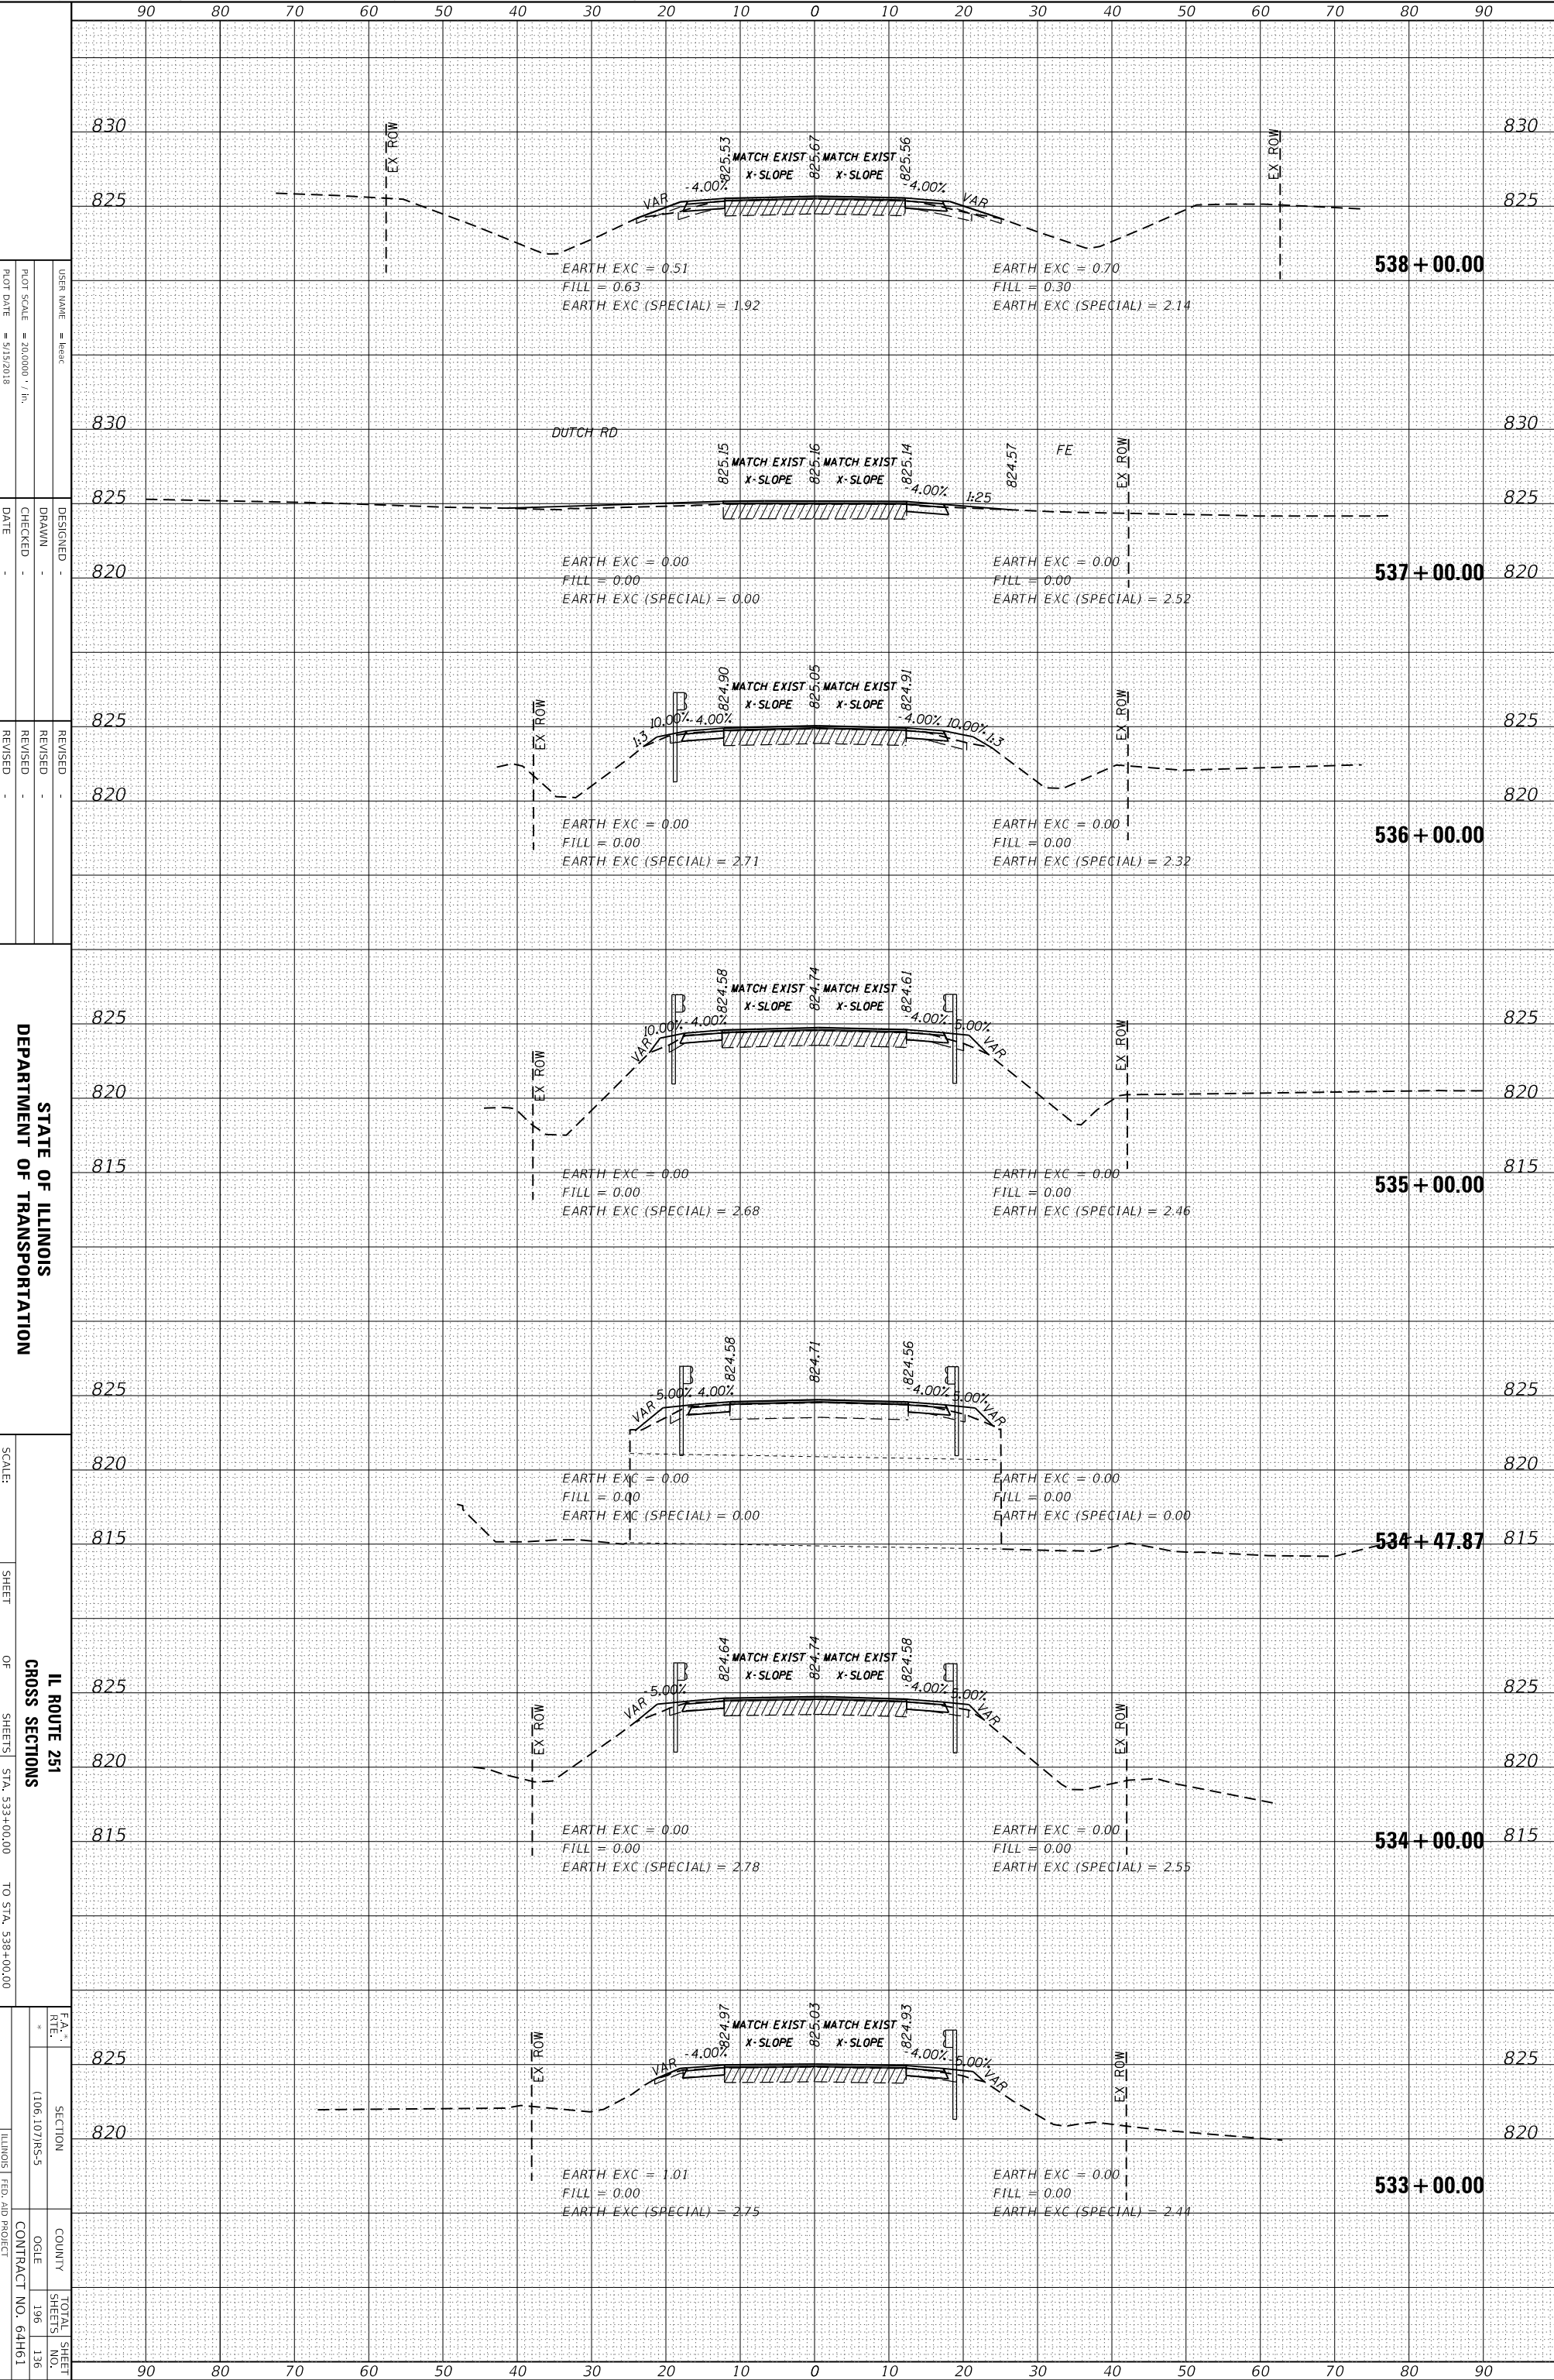 90 80 70 60 50 40 30 20 10 0 10 20 30 40 50 60 70 80 90
830 830
EX ROW EX ROW
825.53 825.67 825.56
MATCH EXIST MATCH EXIST
X-SLOPE X-SLOPE
VAR -4.00% -4.00% VAR
825 825
538+00.00
EARTH EXC = 0.51 EARTH EXC = 0.70
FILL = 0.63 FILL = 0.30
EARTH EXC (SPECIAL) = 1.92 EARTH EXC (SPECIAL) = 2.14
830 830
DUTCH RD
FE
825.15 825.16 825.14 824.57 EX ROW
MATCH EXIST MATCH EXIST
X-SLOPE X-SLOPE
-4.00% 1:25
825 825
EARTH EXC = 0.00 EARTH EXC = 0.00
820 537+00.00 820
FILL = 0.00 FILL = 0.00
EARTH EXC (SPECIAL) = 0.00 EARTH EXC (SPECIAL) = 2.52
824.90 825.05 824.91
MATCH EXIST MATCH EXIST
X-SLOPE X-SLOPE
EX ROW EX ROW
825 825
1:3 10.00% -4.00% -4.00% 10.00% 1:3
820 820
EARTH EXC = 0.00 EARTH EXC = 0.00
536+00.00
FILL = 0.00 FILL = 0.00
EARTH EXC (SPECIAL) = 2.71 EARTH EXC (SPECIAL) = 2.32
824.58 824.74 824.61
MATCH EXIST MATCH EXIST
X-SLOPE X-SLOPE
825 825
VAR 10.00% -4.00% -4.00% -5.00% VAR
EX ROW EX ROW
820 820
815 815
EARTH EXC = 0.00 EARTH EXC = 0.00
535+00.00
FILL = 0.00 FILL = 0.00
EARTH EXC (SPECIAL) = 2.68 EARTH EXC (SPECIAL) = 2.46
824.58 824.71 824.56
825 825
VAR -5.00% 4.00% -4.00% 5.00% VAR
820 820
EARTH EXC = 0.00 EARTH EXC = 0.00
FILL = 0.00 FILL = 0.00
EARTH EXC (SPECIAL) = 0.00 EARTH EXC (SPECIAL) = 0.00
815 534+47.87 815
824.64 824.74 824.58
MATCH EXIST MATCH EXIST
X-SLOPE X-SLOPE
825 825
VAR -5.00% -4.00% 5.00% VAR
EX ROW EX ROW
820 820
EARTH EXC = 0.00 EARTH EXC = 0.00
815 534+00.00 815
FILL = 0.00 FILL = 0.00
EARTH EXC (SPECIAL) = 2.78 EARTH EXC (SPECIAL) = 2.55
824.97 825.03 824.93
MATCH EXIST MATCH EXIST
X-SLOPE X-SLOPE
825 825
VAR -4.00% -4.00% -5.00% VAR
EX ROW EX ROW
820 820
EARTH EXC = 1.01 EARTH EXC = 0.00
533+00.00
FILL = 0.00 FILL = 0.00
EARTH EXC (SPECIAL) = 2.75 EARTH EXC (SPECIAL) = 2.44
90 80 70 60 50 40 30 20 10 0 10 20 30 40 50 60 70 80 90
USER NAME = leeac
PLOT SCALE = 20.0000 ' / in.
PLOT DATE = 5/15/2018
DESIGNED -
DRAWN -
CHECKED -
DATE -
REVISED -
REVISED -
REVISED -
REVISED -
STATE OF ILLINOIS
DEPARTMENT OF TRANSPORTATION
IL ROUTE 251
CROSS SECTIONS
SCALE: SHEET OF SHEETS STA. 533+00.00 TO STA. 538+00.00
F.A. RTE. SECTION COUNTY TOTAL SHEETS SHEET NO.
* (106,107)RS-5 OGLE 196 136
CONTRACT NO. 64H61
ILLINOIS FED. AID PROJECT